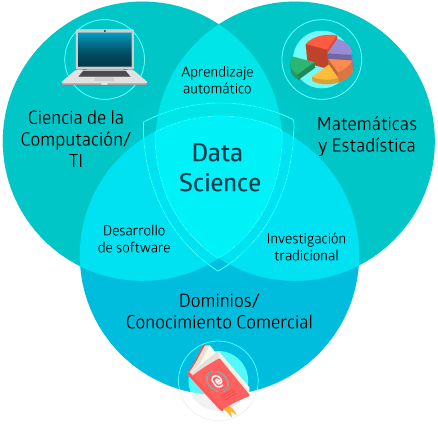 Aprendizaje
automático
Ciencia de la
Computación/
TI
Matemáticas
y Estadística
Data
Science
Desarrollo
de software
Investigación
tradicional
Dominios/
Conocimiento Comercial